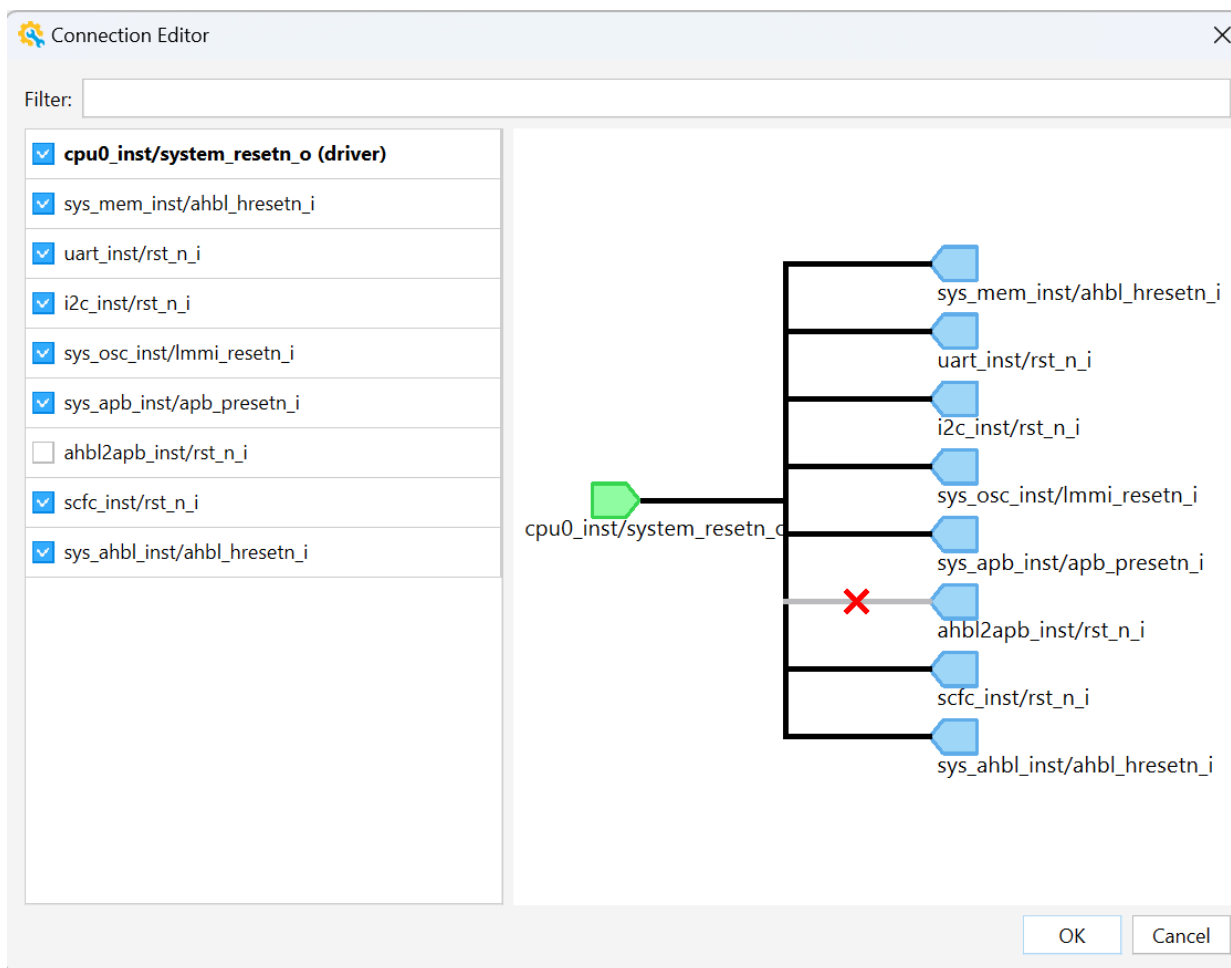 Connection Editor
Filter:
cpu0_inst/system_resetn_o (driver)
sys_mem_inst/ahbl_hresetn_i
uart_inst/rst_n_i
i2c_inst/rst_n_i
sys_osc_inst/lmmi_resetn_i
sys_apb_inst/apb_presetn_i
ahbl2apb_inst/rst_n_i
scfc_inst/rst_n_i
sys_ahbl_inst/ahbl_hresetn_i
cpu0_inst/system_resetn_o
sys_mem_inst/ahbl_hresetn_i
uart_inst/rst_n_i
i2c_inst/rst_n_i
sys_osc_inst/lmmi_resetn_i
sys_apb_inst/apb_presetn_i
ahbl2apb_inst/rst_n_i
scfc_inst/rst_n_i
sys_ahbl_inst/ahbl_hresetn_i
OK
Cancel